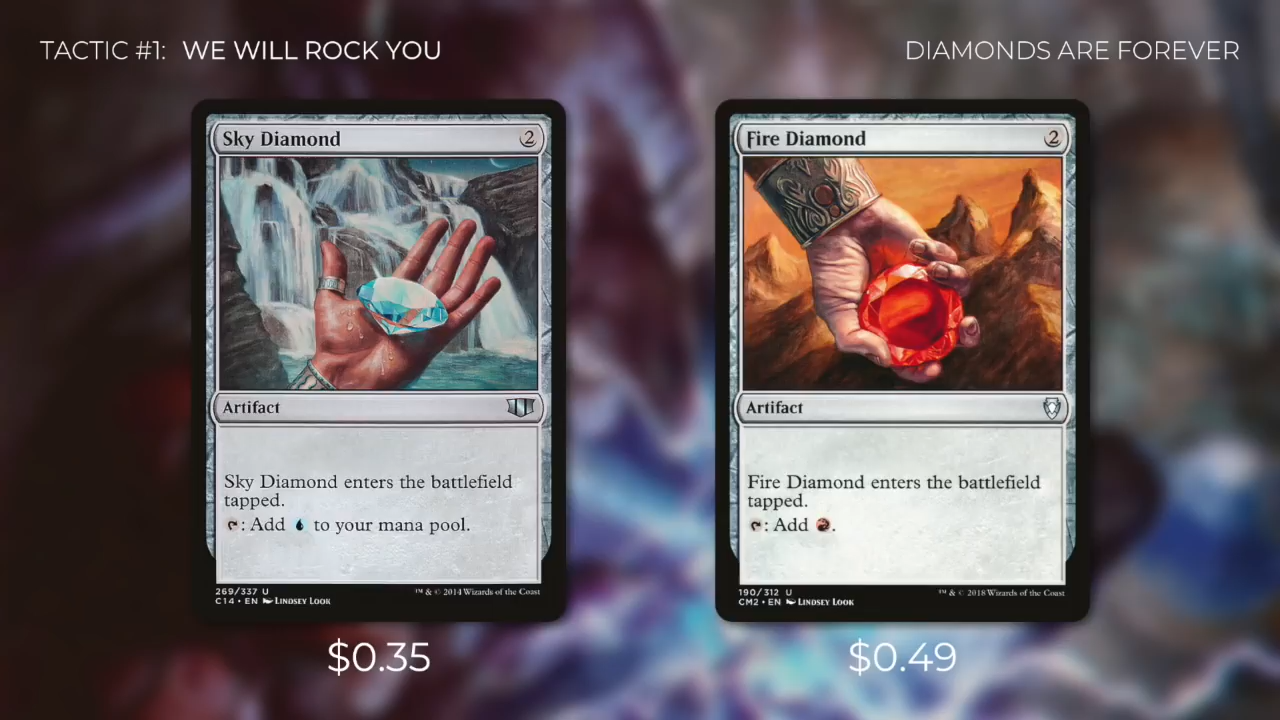 TACTIC #1: WE WILL ROCK YOU
DIAMONDS ARE FOREVER
Sky Diamond 2
Artifact
Sky Diamond enters the battlefield
tapped.
: Add to your mana pool.
269/337 U
C14 • EN LINDSEY LOOK
™ & © 2014 Wizards of the Coast
$0.35
Fire Diamond 2
Artifact
Fire Diamond enters the battlefield
tapped.
: Add .
190/312 U
CM2 • EN LINDSEY LOOK
™ & © 2018 Wizards of the Coast
$0.49